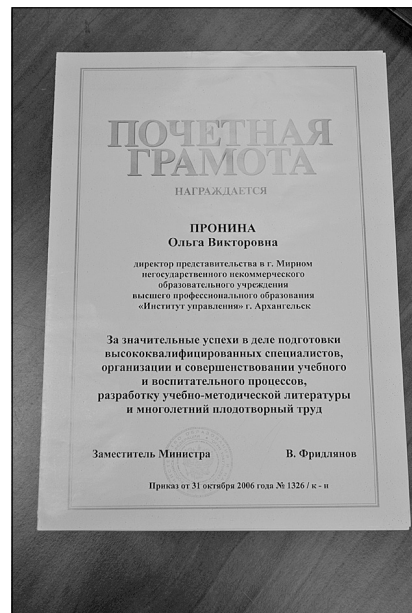 ПОЧЕТНАЯ
ГРАМОТА
НАГРАЖДАЕТСЯ
ПРОНИНА
Ольга Викторовна
директор представительства в г. Мирном
негосударственного некоммерческого
образовательного учреждения
высшего профессионального образования
«Институт управления» г. Архангельск
За значительные успехи в деле подготовки
высококвалифицированных специалистов,
организации и совершенствовании учебного
и воспитательного процессов,
разработку учебно-методической литературы
и многолетний плодотворный труд
Заместитель Министра В. Фридлянов
Приказ от 31 октября 2006 года № 1326 / к - н